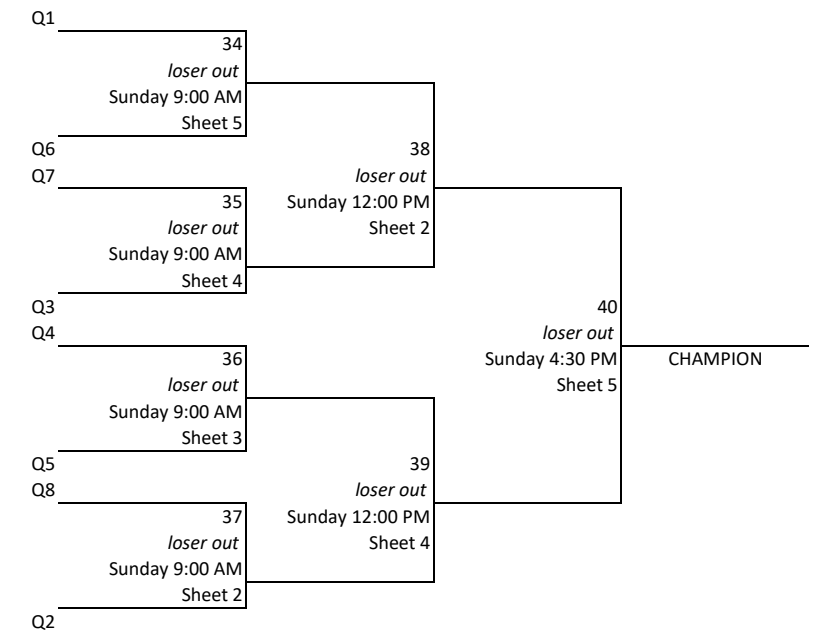 Q1
34
loser out
Sunday 9:00 AM
Sheet 5
Q6
Q7
35
loser out
Sunday 9:00 AM
Sheet 4
Q3
Q4
36
loser out
Sunday 9:00 AM
Sheet 3
Q5
Q8
37
loser out
Sunday 9:00 AM
Sheet 2
Q2
38
loser out
Sunday 12:00 PM
Sheet 2
39
loser out
Sunday 12:00 PM
Sheet 4
40
loser out
Sunday 4:30 PM
Sheet 5
CHAMPION